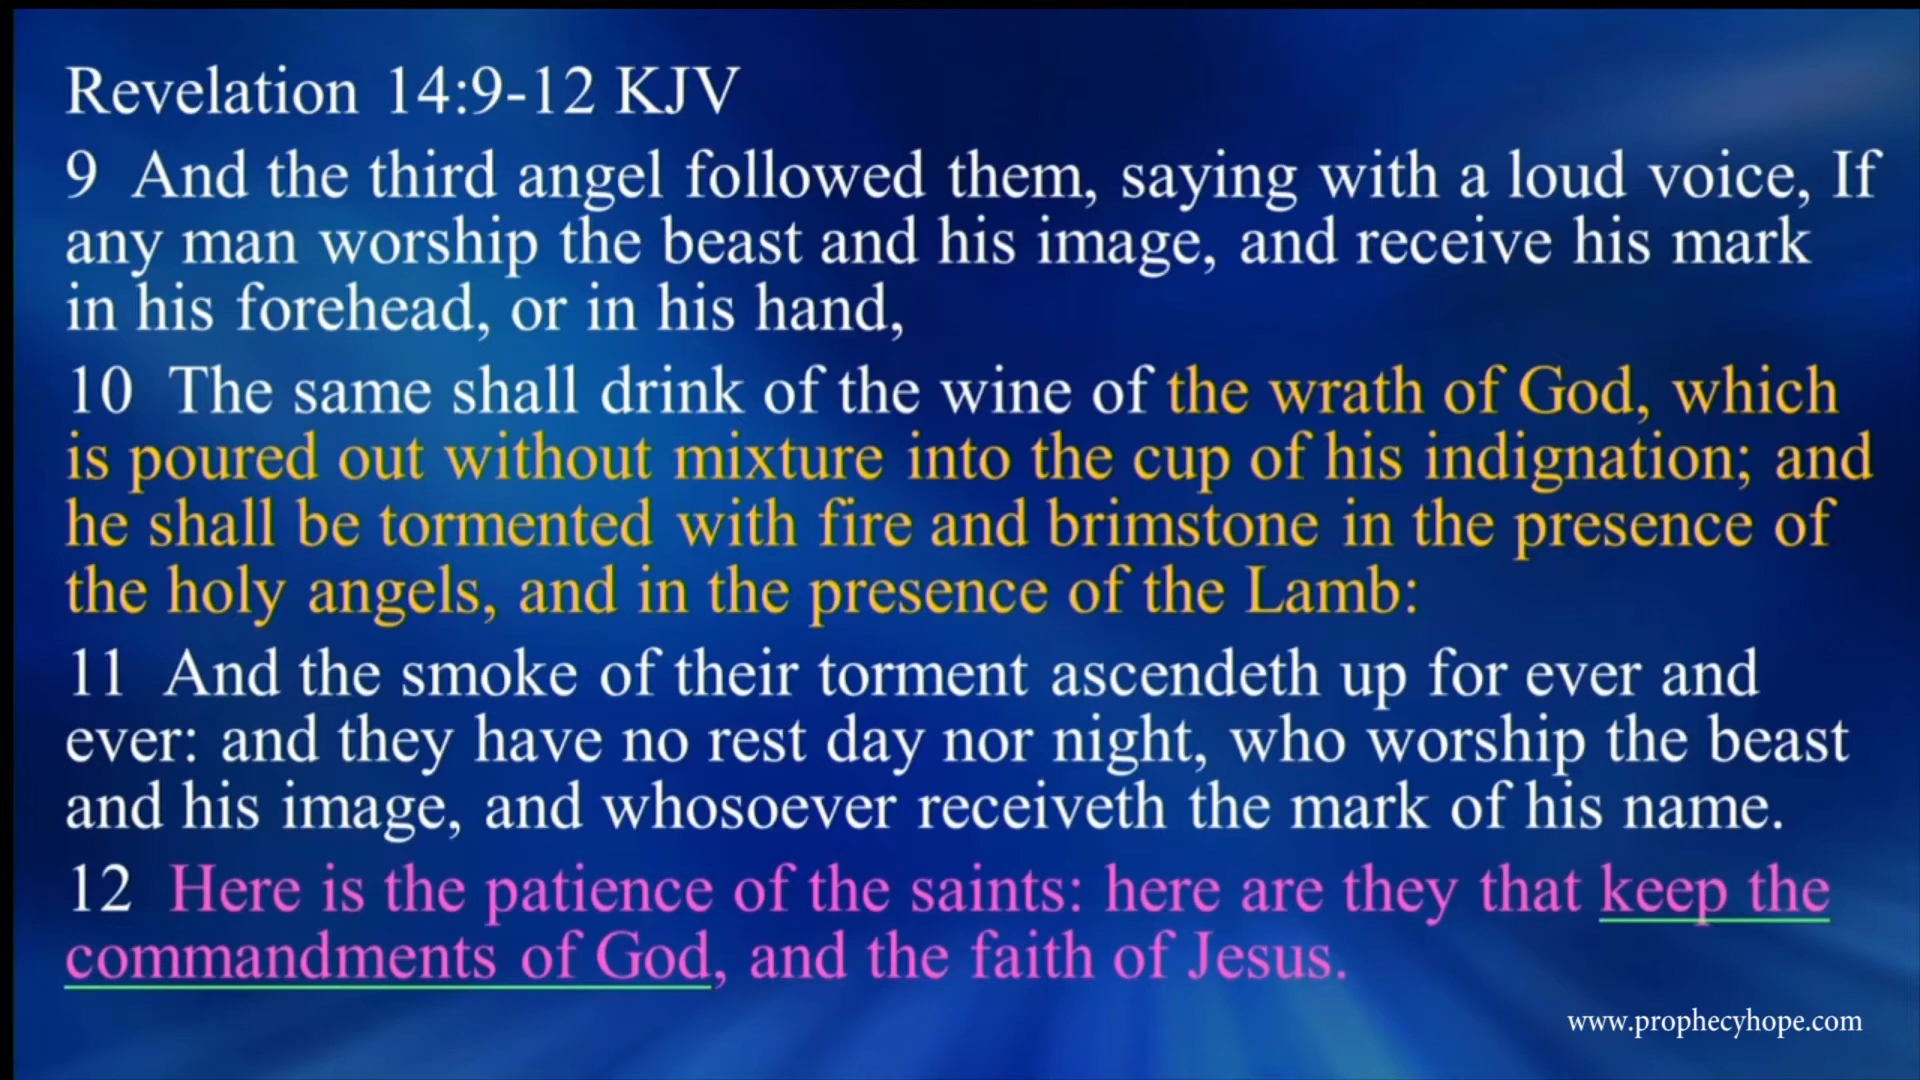 Revelation 14:9-12 KJV
9 And the third angel followed them, saying with a loud voice, If
any man worship the beast and his image, and receive his mark
in his forehead, or in his hand,
10 The same shall drink of the wine of the wrath of God, which
is poured out without mixture into the cup of his indignation; and
he shall be tormented with fire and brimstone in the presence of
the holy angels, and in the presence of the Lamb:
11 And the smoke of their torment ascendeth up for ever and
ever: and they have no rest day nor night, who worship the beast
and his image, and whosoever receiveth the mark of his name.
12 Here is the patience of the saints: here are they that keep the
commandments of God, and the faith of Jesus.
www.prophecyhope.com